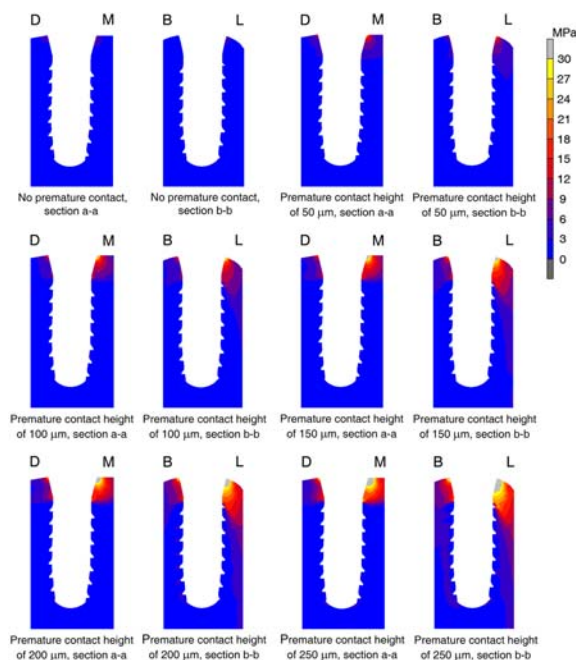 D M B L D M B L
MPa
30
27
24
21
18
15
12
9
6
3
0
No premature contact,
section a-a
No premature contact,
section b-b
Premature contact height
of 50 μm, section a-a
Premature contact height
of 50 μm, section b-b
D M B L D M B L
Premature contact height
of 100 μm, section a-a
Premature contact height
of 100 μm, section b-b
Premature contact height
of 150 μm, section a-a
Premature contact height
of 150 μm, section b-b
D M B L D M B L
Premature contact height
of 200 μm, section a-a
Premature contact height
of 200 μm, section b-b
Premature contact height
of 250 μm, section a-a
Premature contact height
of 250 μm, section b-b